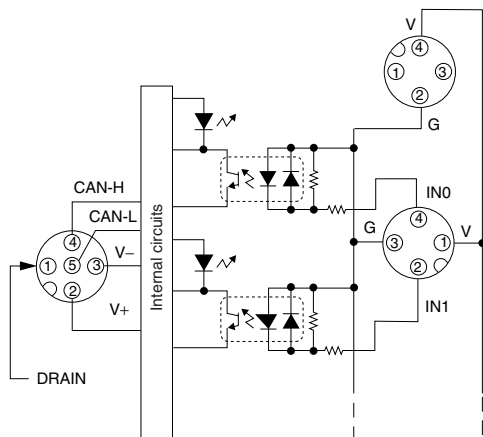 V
4
1
3
2
G
CAN-H
CAN-L
4
1
5
3
V–
2
V+
DRAIN
Internal circuits
IN0
4
G
3
1
V
2
IN1